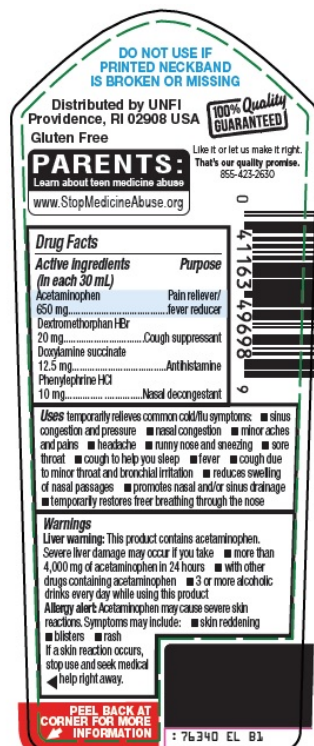 DO NOT USE IF
PRINTED NECKBAND
IS BROKEN OR MISSING
Distributed by UNFI
Providence, RI 02908 USA
Gluten Free
100% Quality
GUARANTEED
Like it or let us make it right.
That's our quality promise.
855-423-2630
PARENTS:
Learn about teen medicine abuse
www.StopMedicineAbuse.org
0 41163 49698 9
Drug Facts
Active ingredients Purpose
(in each 30 mL)
Acetaminophen Pain reliever/
650 mg..........................................fever reducer
Dextromethorphan HBr
20 mg..................................Cough suppressant
Doxylamine succinate
12.5 mg..........................................Antihistamine
Phenylephrine HCl
10 mg..................................Nasal decongestant
Uses temporarily relieves common cold/flu symptoms: ■ sinus
congestion and pressure ■ nasal congestion ■ minor aches
and pains ■ headache ■ runny nose and sneezing ■ sore
throat ■ cough to help you sleep ■ fever ■ cough due
to minor throat and bronchial irritation ■ reduces swelling
of nasal passages ■ promotes nasal and/or sinus drainage
■ temporarily restores freer breathing through the nose
Warnings
Liver warning: This product contains acetaminophen.
Severe liver damage may occur if you take ■ more than
4,000 mg of acetaminophen in 24 hours ■ with other
drugs containing acetaminophen ■ 3 or more alcoholic
drinks every day while using this product
Allergy alert: Acetaminophen may cause severe skin
reactions. Symptoms may include: ■ skin reddening
■ blisters ■ rash
If a skin reaction occurs,
stop use and seek medical
help right away.
PEEL BACK AT
CORNER FOR MORE
INFORMATION
: 76340 EL B1